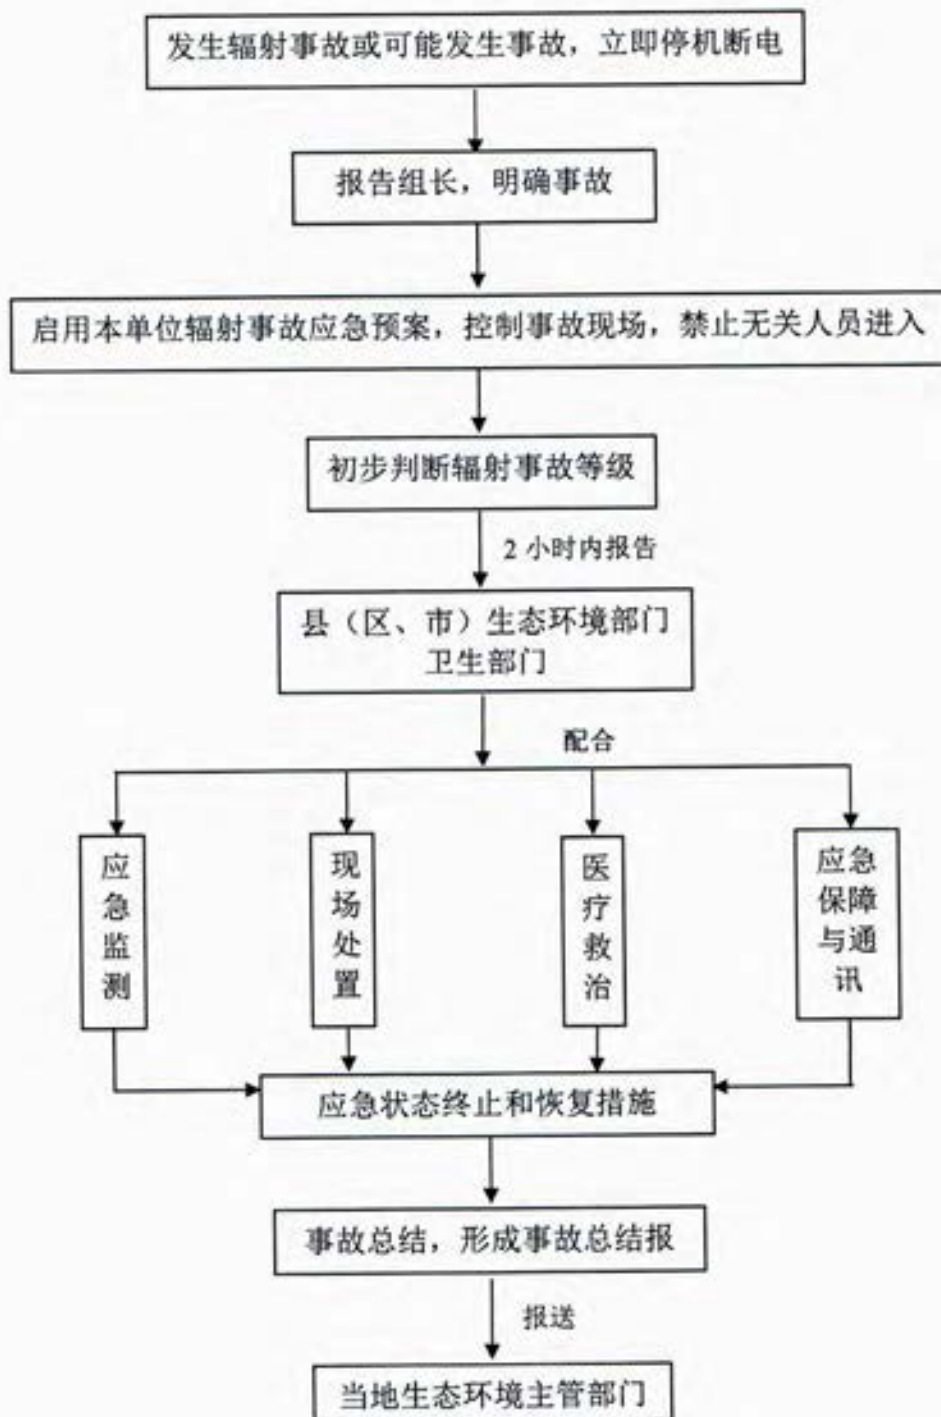 发生辐射事故或可能发生事故，立即停机断电
报告组长，明确事故
启用本单位辐射事故应急预案，控制事故现场，禁止无关人员进入
初步判断辐射事故等级
2 小时内报告
县（区、市）生态环境部门
卫生部门
配合
应急监测
现场处置
医疗救治
应急
保障
与通
讯
应急状态终止和恢复措施
事故总结，形成事故总结报
报送
当地生态环境主管部门